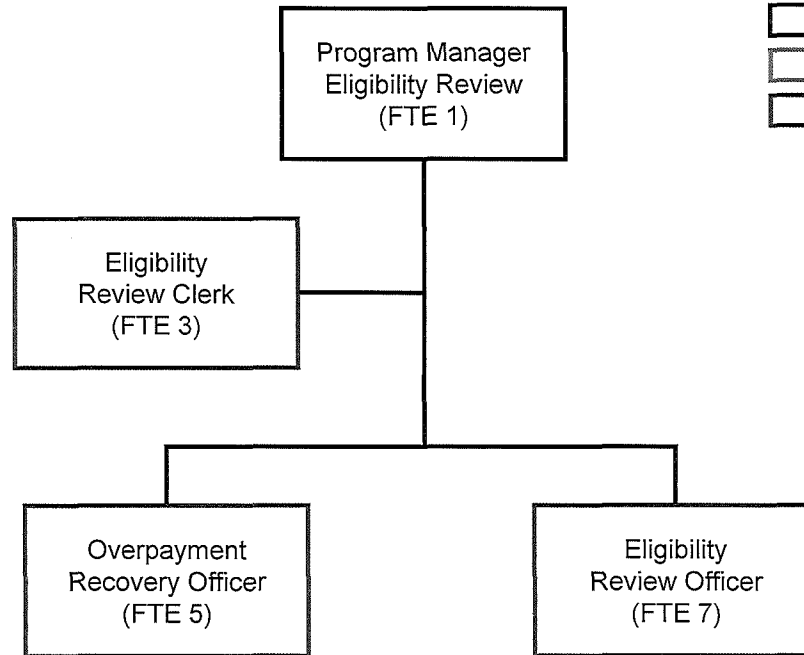 Program Manager
Eligibility Review
(FTE 1)
Eligibility
Review Clerk
(FTE 3)
Overpayment
Recovery Officer
(FTE 5)
Eligibility
Review Officer
(FTE 7)